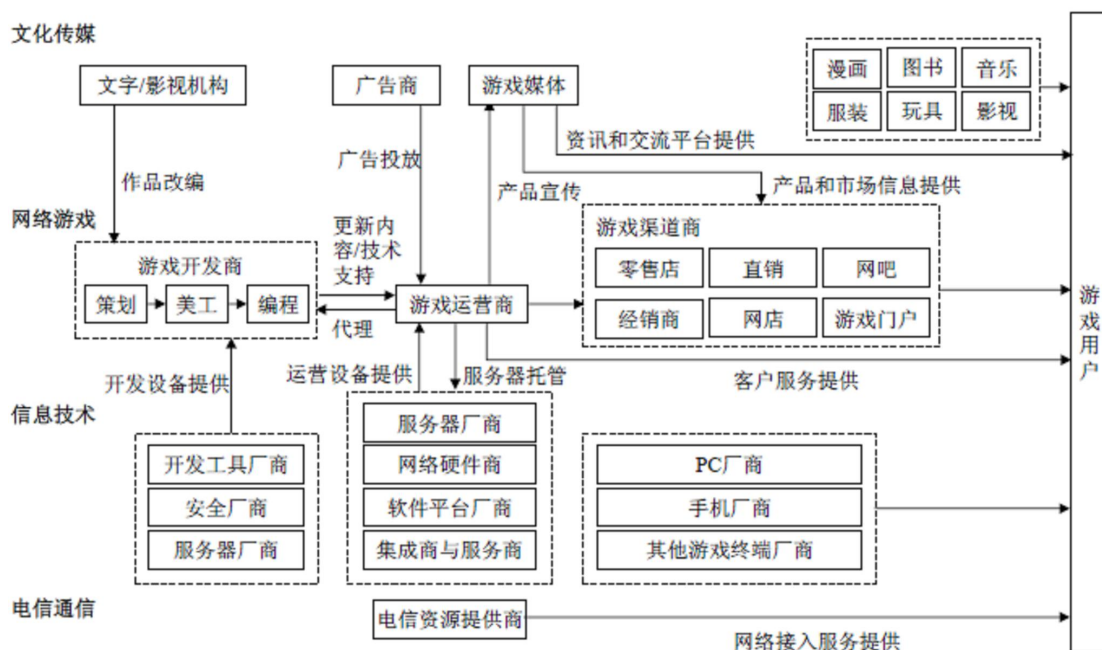 文化传媒
文字/影视机构
广告商
游戏媒体
漫画
图书
音乐
服装
玩具
影视
资讯和交流平台提供
广告投放
作品改编
产品宣传
产品和市场信息提供
网络游戏
更新内
容/技术
支持
游戏开发商
策划
美工
编程
游戏运营商
代理
游戏渠道商
零售店
直销
网吧
经销商
网店
游戏门户
游
戏
用
户
开发设备提供
运营设备提供
服务器托管
客户服务提供
信息技术
开发工具厂商
安全厂商
服务器厂商
服务器厂商
网络硬件商
软件平台厂商
集成商与服务商
PC厂商
手机厂商
其他游戏终端厂商
电信通信
电信资源提供商
网络接入服务提供